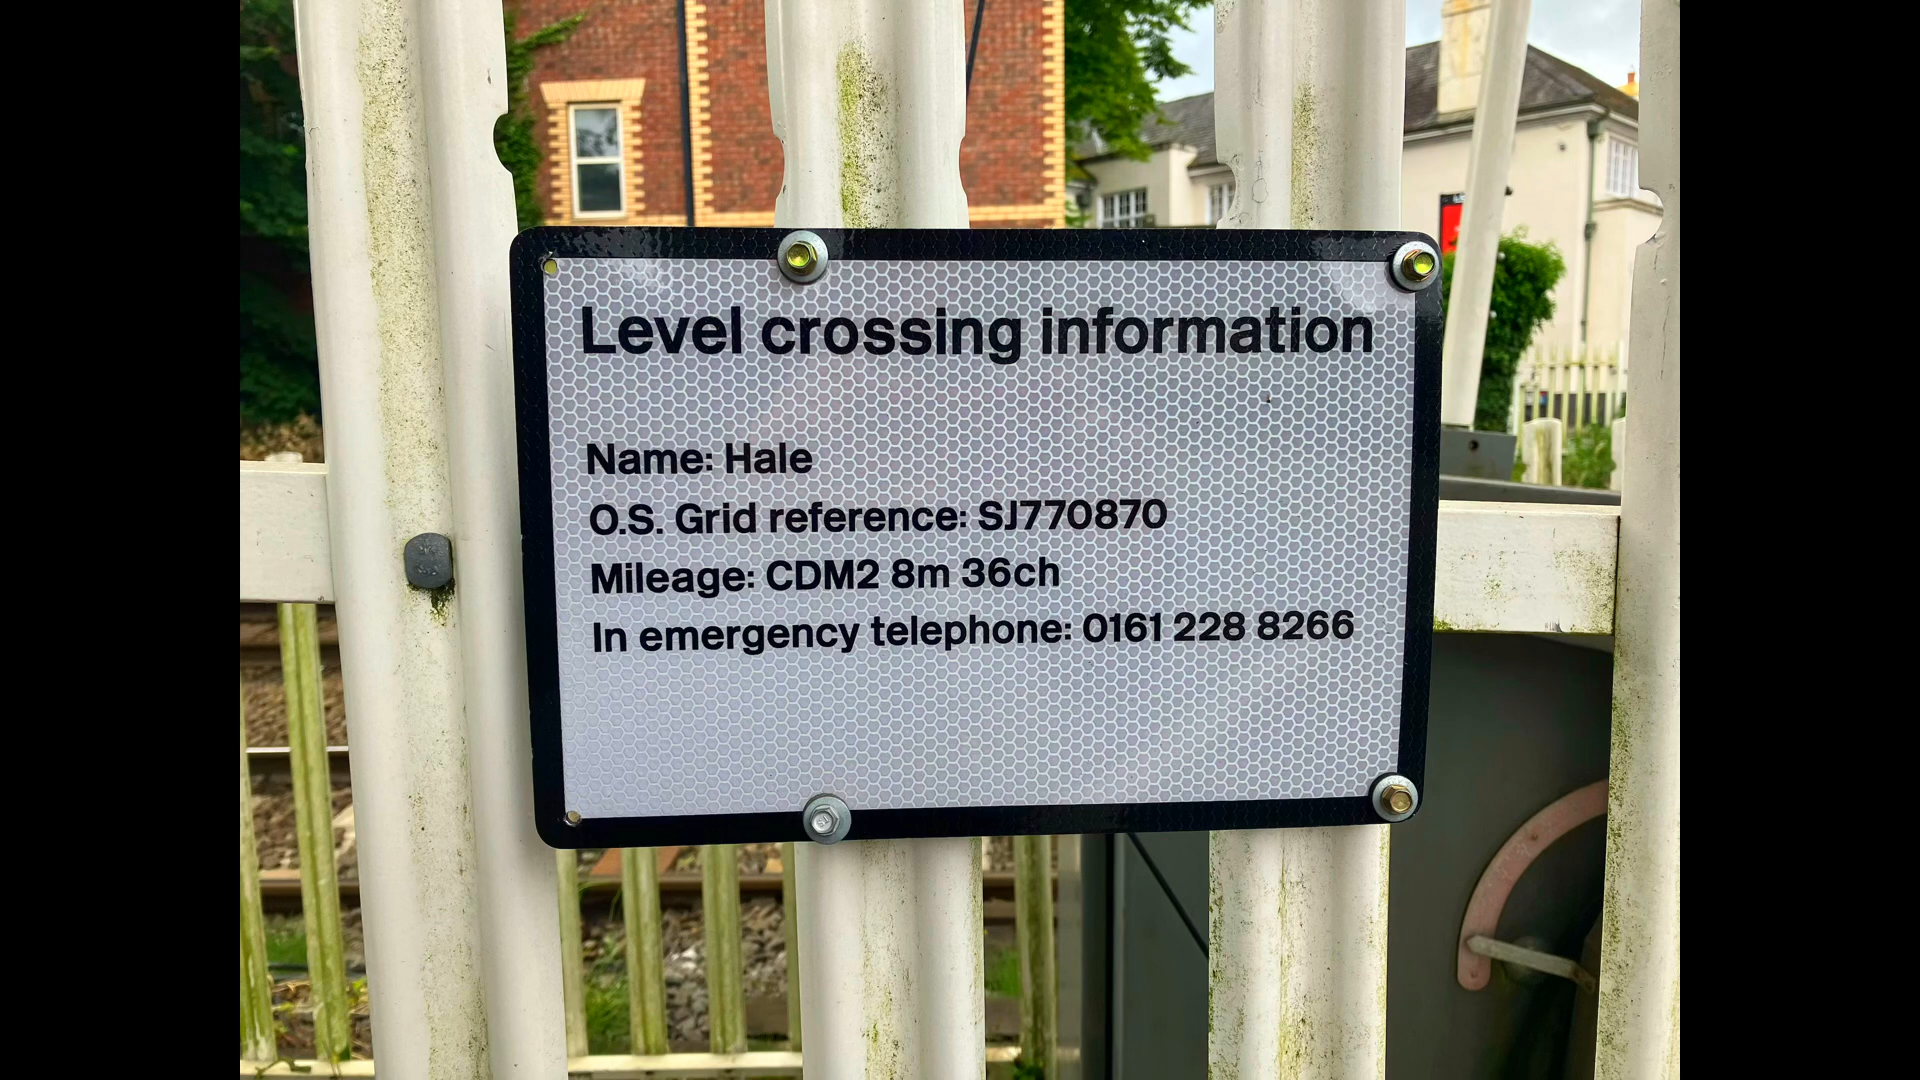 Level crossing information
Name: Hale
O.S. Grid reference: SJ770870
Mileage: CDM2 8m 36ch
In emergency telephone: 0161 228 8266